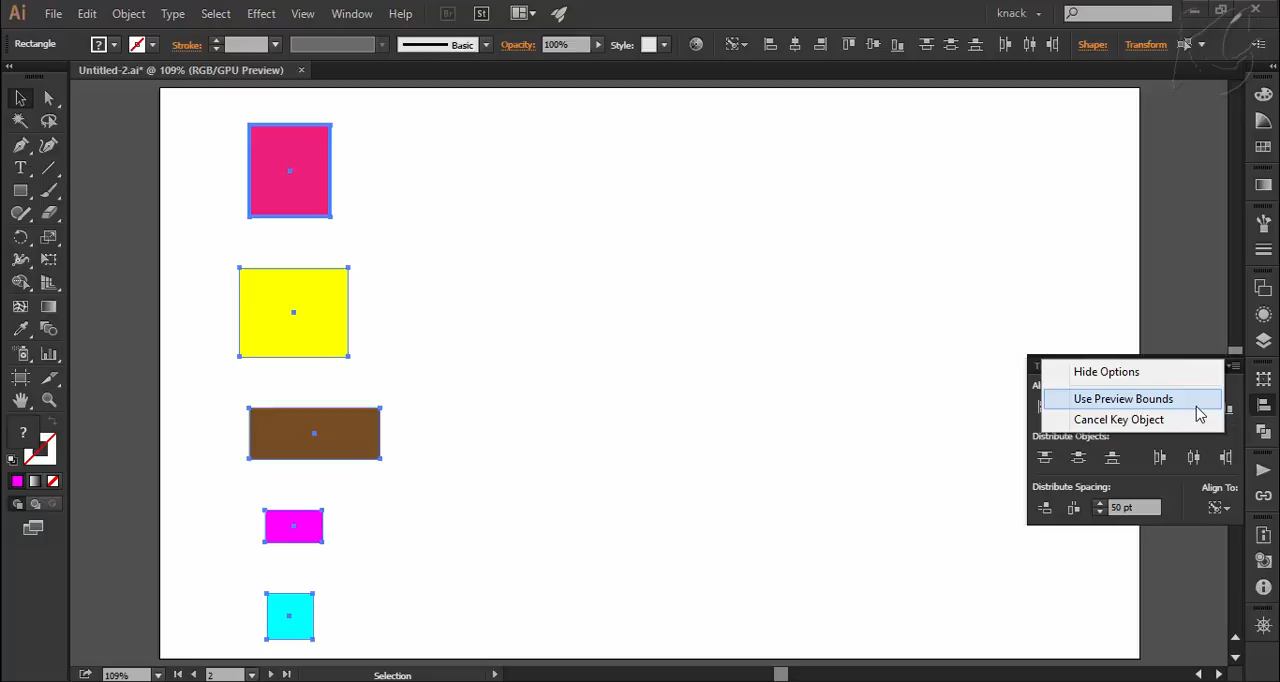 Ai File Edit Object Type Select Effect View Window Help Br St knack
Rectangle ? Stroke: Basic Opacity: 100% Style: Shape: Transform
Untitled-2.ai* @ 109% (RGB/GPU Preview) ×
Hide Options
Use Preview Bounds
Cancel Key Object
Distribute Objects:
Distribute Spacing: Align To:
50 pt
?
109% 2 Selection